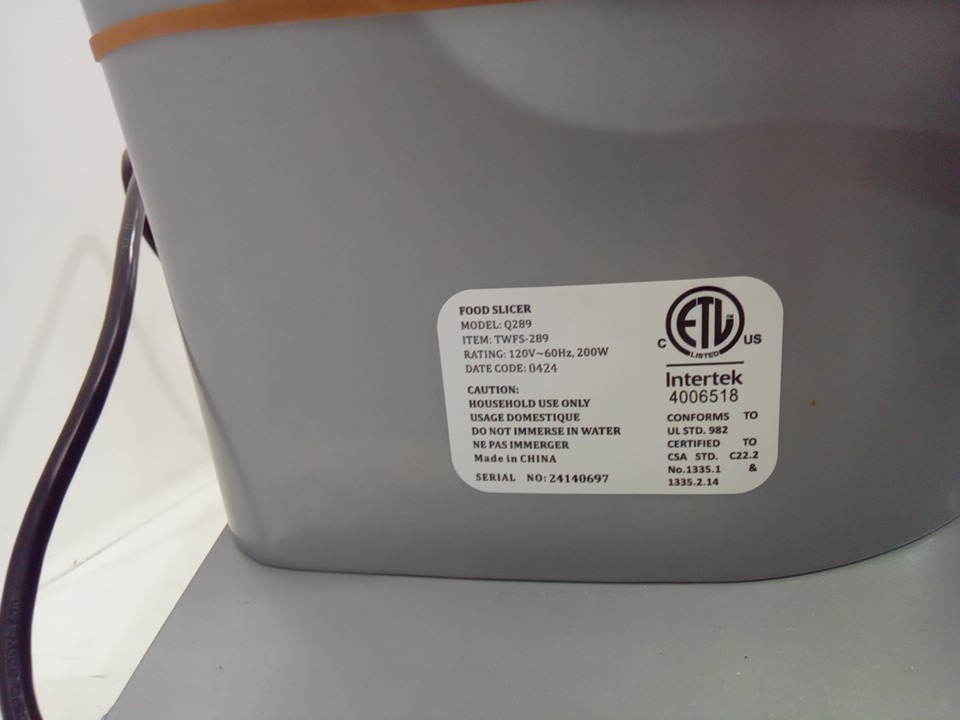 FOOD SLICER
MODEL: Q289
ITEM: TWFS-289
RATING: 120V~60Hz, 200W
DATE CODE: 0424
CAUTION:
HOUSEHOLD USE ONLY
USAGE DOMESTIQUE
DO NOT IMMERSE IN WATER
NE PAS IMMERGER
Made in CHINA
SERIAL NO: 24140697
ETL CM
C US
LISTED
Intertek
4006518
CONFORMS TO
UL STD. 982
CERTIFIED TO
CSA STD. C22.2
No.1335.1 &
1335.2.14